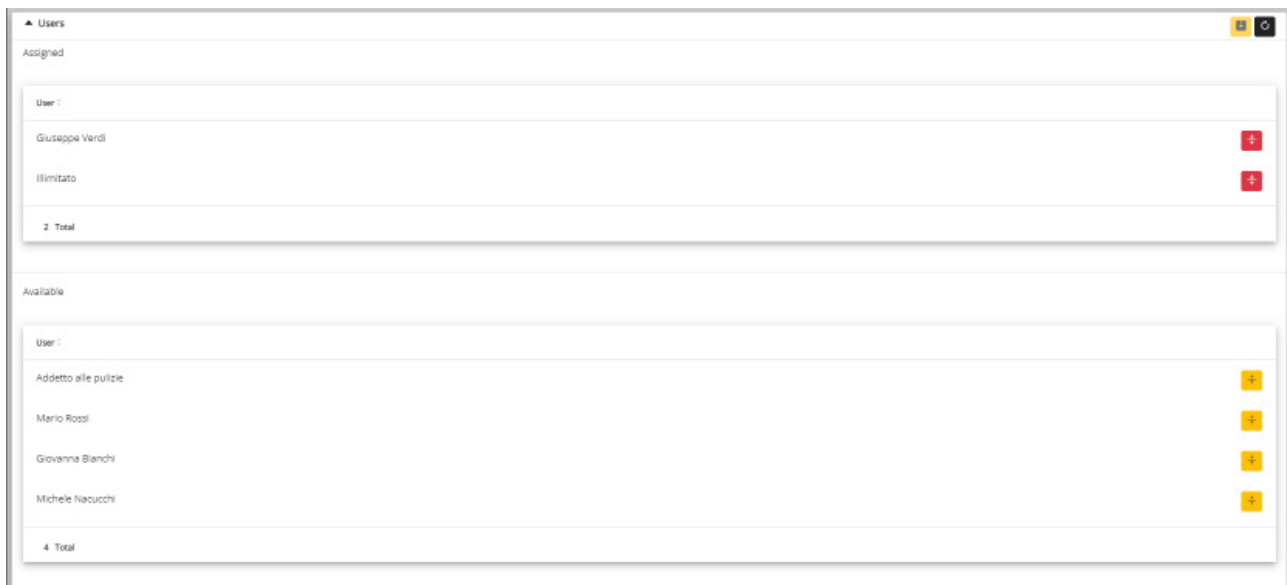 Users
Assigned
User
Giuseppe Verdi
Illimitato
2 Total
Available
User
Addetto alle pulizie
Mario Rossi
Giovanna Bianchi
Michele Nacucchi
4 Total